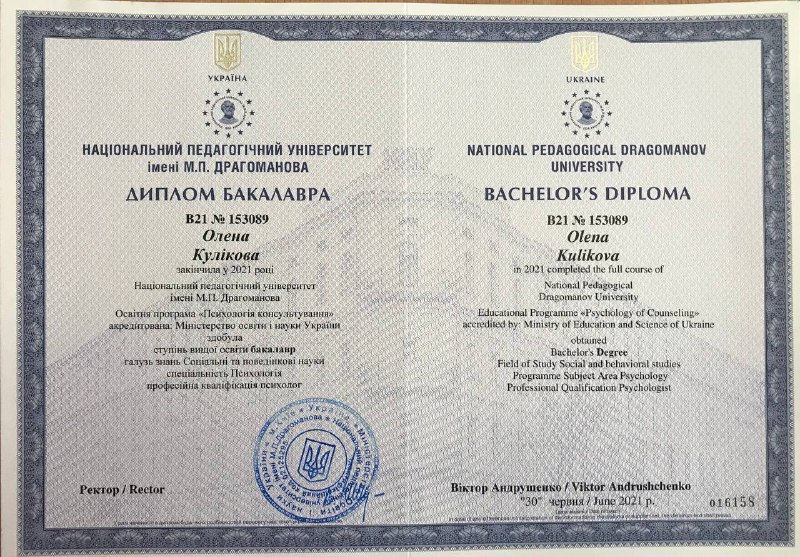 УКРАЇНА
НАЦІОНАЛЬНИЙ ПЕДАГОГІЧНИЙ УНІВЕРСИТЕТ
імені М.П. ДРАГОМАНОВА
ДИПЛОМ БАКАЛАВРА
В21 № 153089
Олена
Кулікова
закінчила у 2021 році
Національний педагогічний університет
імені М.П. Драгоманова
Освітня програма «Психологія консультування»
акредитована: Міністерство освіти і науки України
здобула
ступінь вищої освіти бакалавр
галузь знань Соціальні та поведінкові науки
спеціальність Психологія
професійна кваліфікація психолог
Ректор / Rector
UKRAINE
NATIONAL PEDAGOGICAL DRAGOMANOV
UNIVERSITY
BACHELOR'S DIPLOMA
B21 № 153089
Olena
Kulikova
in 2021 completed the full course of
National Pedagogical
Dragomanov University
Educational Programme «Psychology of Counseling»
accredited by: Ministry of Education and Science of Ukraine
obtained
Bachelor's Degree
Field of Study Social and behavioral studies
Programme Subject Area Psychology
Professional Qualification Psychologist
Віктор Андрущенко / Viktor Andrushchenko
"30" червня / June 2021 р.
016158